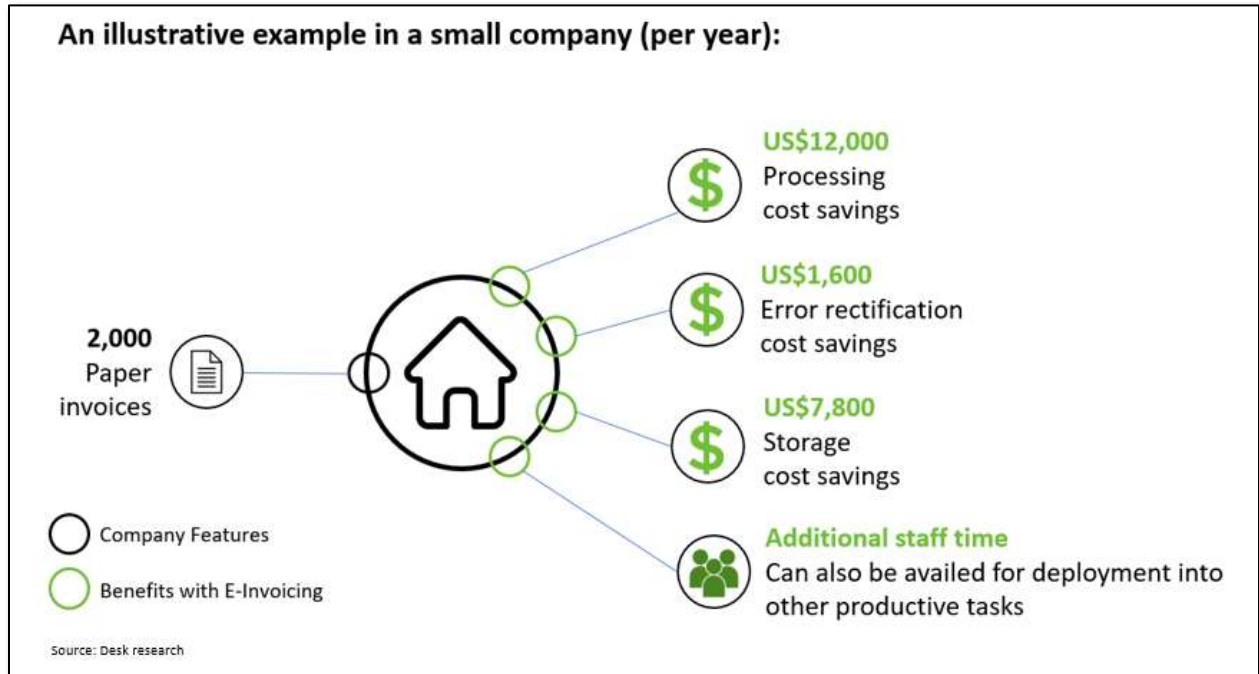 An illustrative example in a small company (per year):
2,000
Paper
invoices
US$12,000
Processing
cost savings
US$1,600
Error rectification
cost savings
US$7,800
Storage
cost savings
Additional staff time
Can also be availed for deployment into
other productive tasks
Company Features
Benefits with E-Invoicing
Source: Desk research